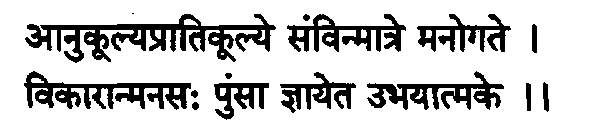 आनुकूल्यप्रातिकूल्ये संविन्मात्रे मनोगते ।
विकारान्मनसः पुंसा ज्ञायेत उभयात्मके ।।